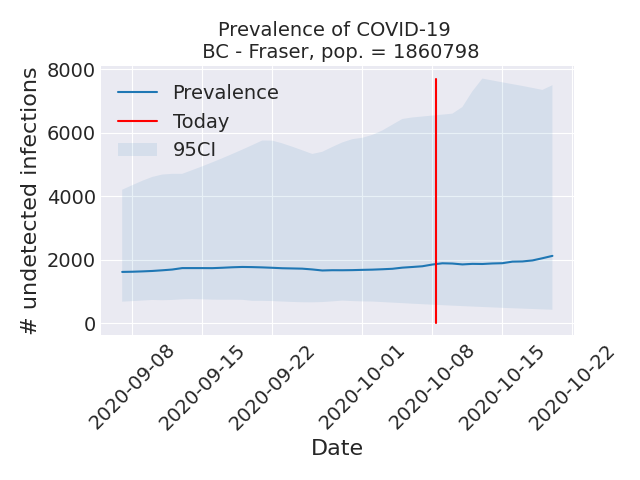 Prevalence of COVID-19
BC - Fraser, pop. = 1860798
# undetected infections
8000
6000
4000
2000
0
Prevalence
Today
95CI
2020-09-08
2020-09-15
2020-09-22
2020-10-01
2020-10-08
2020-10-15
2020-10-22
Date